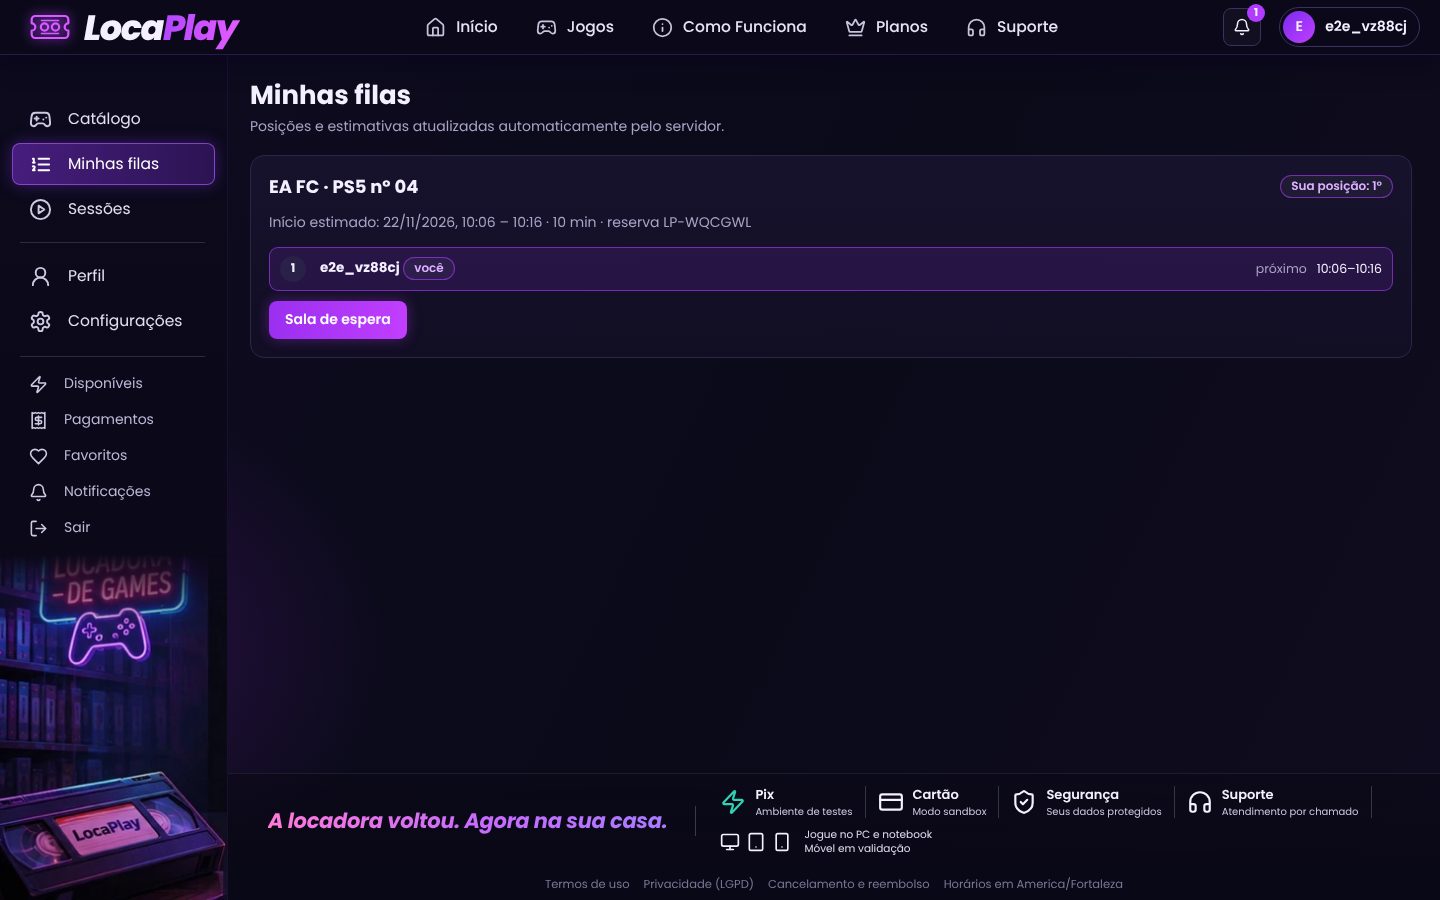 LocaPlay
Início
Jogos
Como Funciona
Planos
Suporte
1
E
e2e_vz88cj
Catálogo
Minhas filas
Sessões
Perfil
Configurações
Disponíveis
Pagamentos
Favoritos
Notificações
Sair
LOCADORA
-DE GAMES
LocaPlay
Minhas filas
Posições e estimativas atualizadas automaticamente pelo servidor.
EA FC · PS5 nº 04
Sua posição: 1º
Início estimado: 22/11/2026, 10:06 – 10:16 · 10 min · reserva LP-WQCGWL
1 e2e_vz88cj você próximo 10:06–10:16
Sala de espera
A locadora voltou. Agora na sua casa.
Pix
Ambiente de testes
Cartão
Modo sandbox
Segurança
Seus dados protegidos
Suporte
Atendimento por chamado
Jogue no PC e notebook
Móvel em validação
Termos de uso
Privacidade (LGPD)
Cancelamento e reembolso
Horários em America/Fortaleza